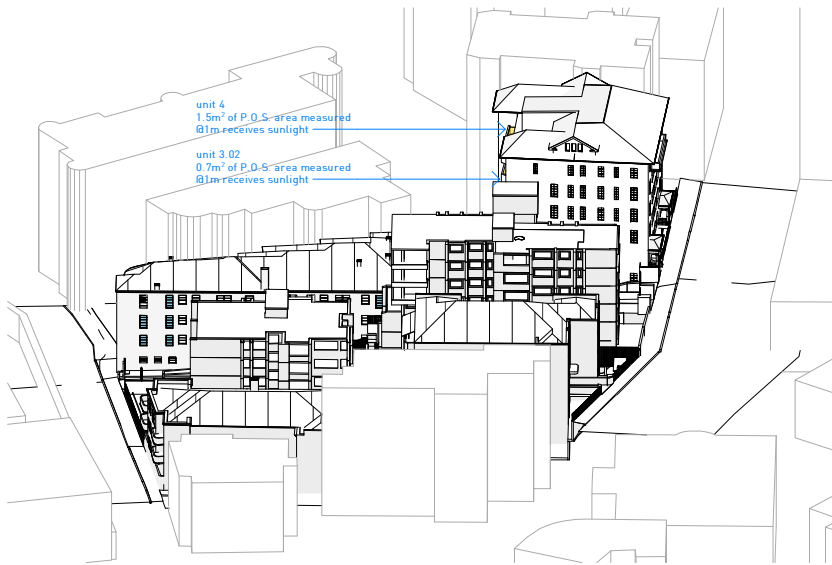 unit 4
1.5m² of P.O.S. area measured
@1m receives sunlight
unit 3.02
0.7m² of P.O.S. area measured
@1m receives sunlight